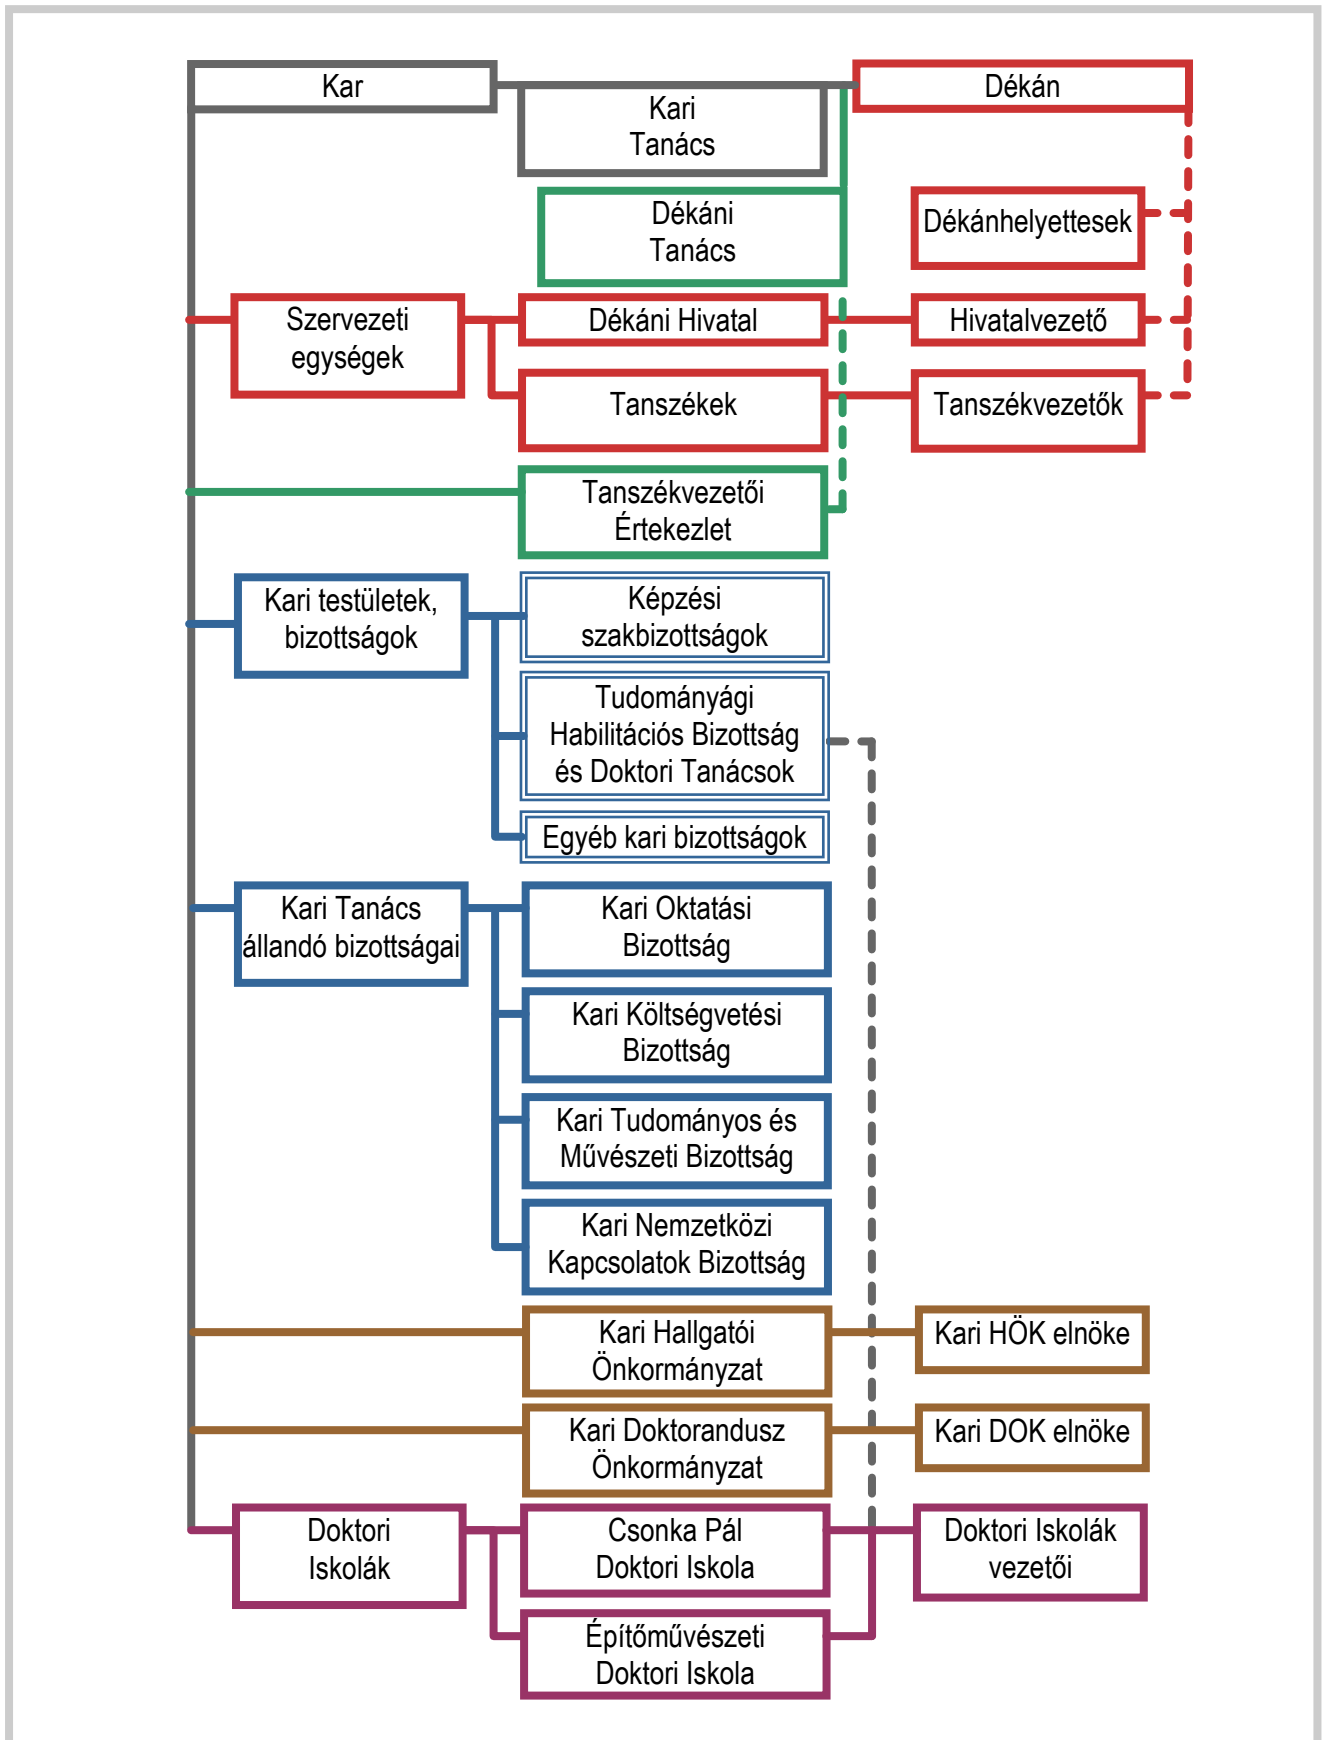 Kar
Kari
Tanács
Dékán
Dékáni
Tanács
Dékánhelyettesek
Szervezeti
egységek
Dékáni Hivatal
Hivatalvezető
Tanszékek
Tanszékvezetők
Tanszékvezetői
Értekezlet
Kari testületek,
bizottságok
Képzési
szakbizottságok
Tudományági
Habilitációs Bizottság
és Doktori Tanácsok
Egyéb kari bizottságok
Kari Tanács
állandó bizottságai
Kari Oktatási
Bizottság
Kari Költségvetési
Bizottság
Kari Tudományos és
Művészeti Bizottság
Kari Nemzetközi
Kapcsolatok Bizottság
Kari Hallgatói
Önkormányzat
Kari HÖK elnöke
Kari Doktorandusz
Önkormányzat
Kari DOK elnöke
Doktori
Iskolák
Csonka Pál
Doktori Iskola
Doktori Iskolák
vezetői
Építőművészeti
Doktori Iskola